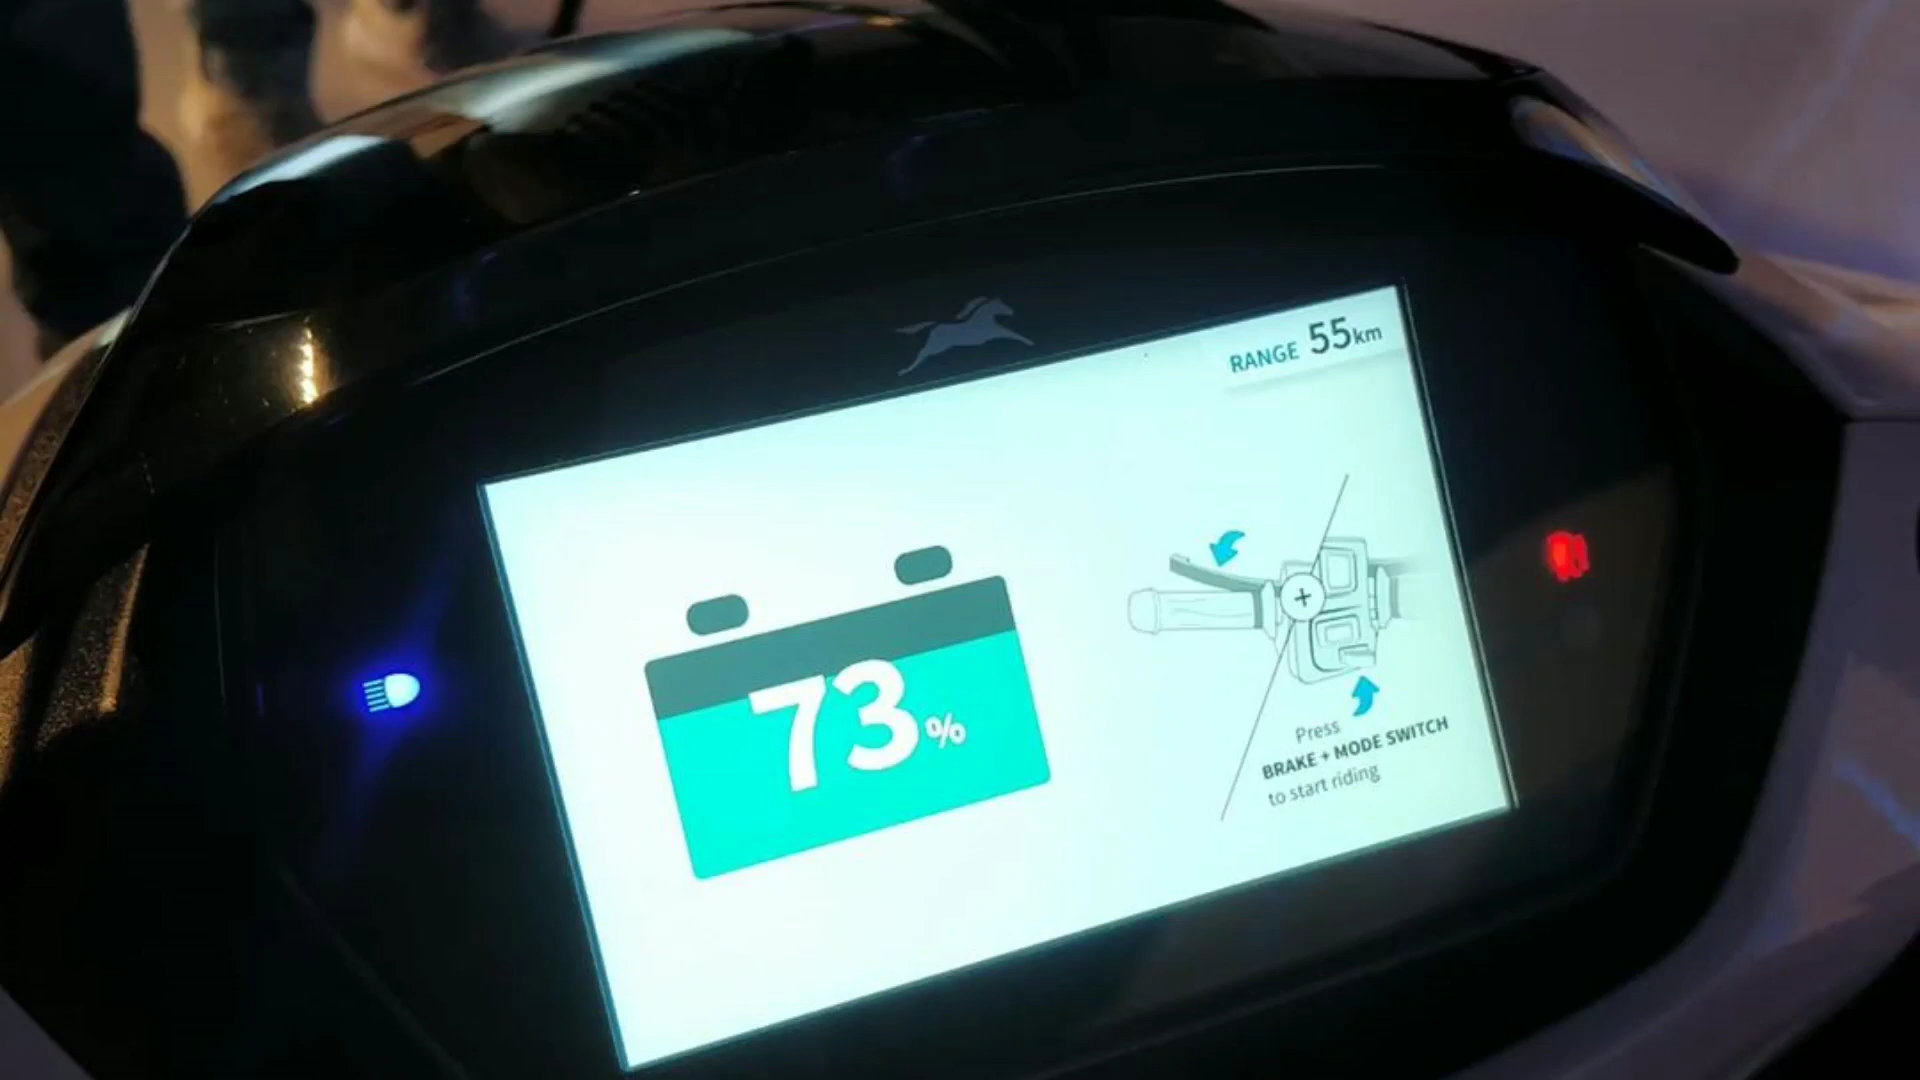 RANGE 55km
73%
Press
BRAKE + MODE SWITCH
to start riding